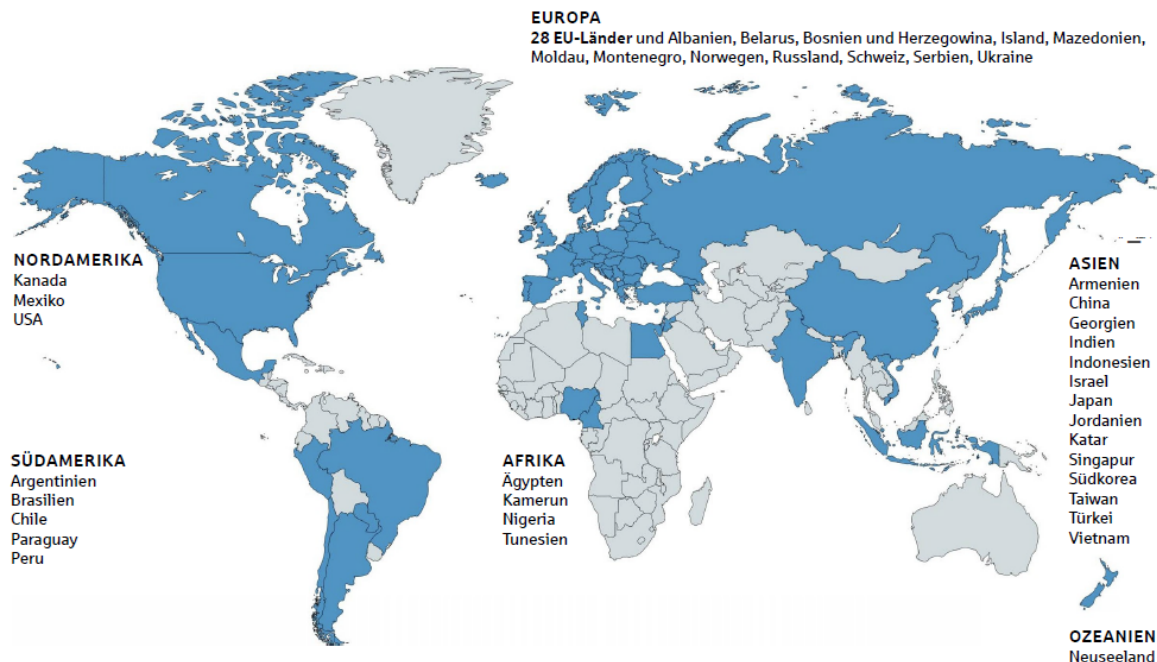 EUROPA
28 EU-Länder und Albanien, Belarus, Bosnien und Herzegowina, Island, Mazedonien,
Moldau, Montenegro, Norwegen, Russland, Schweiz, Serbien, Ukraine
NORDAMERIKA
Kanada
Mexiko
USA
SÜDAMERIKA
Argentinien
Brasilien
Chile
Paraguay
Peru
AFRIKA
Ägypten
Kamerun
Nigeria
Tunesien
ASIEN
Armenien
China
Georgien
Indien
Indonesien
Israel
Japan
Jordanien
Katar
Singapur
Südkorea
Taiwan
Türkei
Vietnam
OZEANIEN
Neuseeland